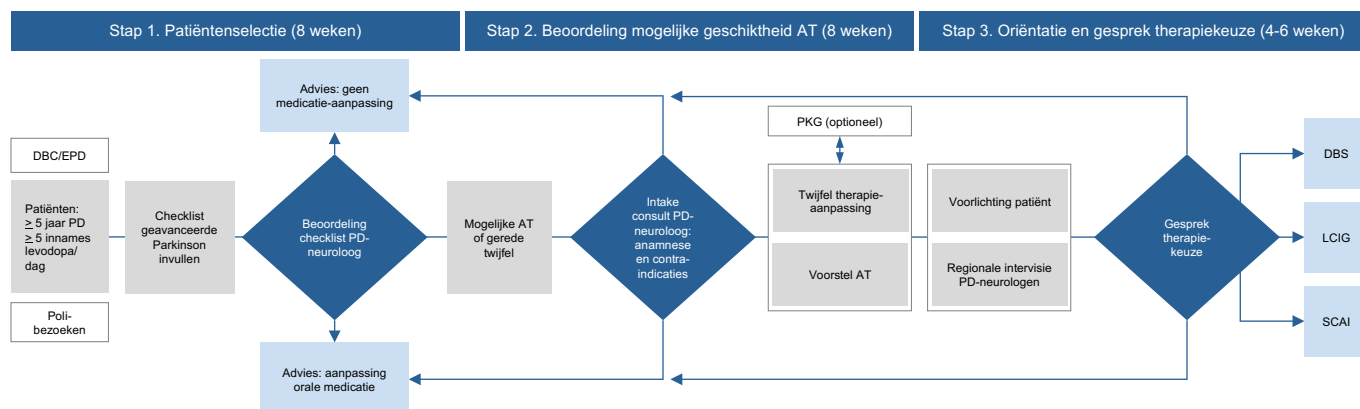 Stap 1. Patiëntenselectie (8 weken)
Stap 2. Beoordeling mogelijke geschiktheid AT (8 weken)
Stap 3. Oriëntatie en gesprek therapiekeuze (4-6 weken)
DBC/EPD
Patiënten:
≥ 5 jaar PD
≥ 5 innames
levodopa/
dag
Poli-
bezoeken
Checklist
geavanceerde
Parkinson
invullen
Advies: geen
medicatie-aanpassing
Beoordeling
checklist PD-
neuroloog
Advies: aanpassing
orale medicatie
Mogelijke AT
of gerede
twijfel
Intake
consult PD-
neuroloog:
anamnese
en contra-
indicaties
PKG (optioneel)
Twijfel therapie-
aanpassing
Voorstel AT
Voorlichting patiënt
Regionale intervisie
PD-neurologen
Gesprek
therapie-
keuze
DBS
LCIG
SCAI